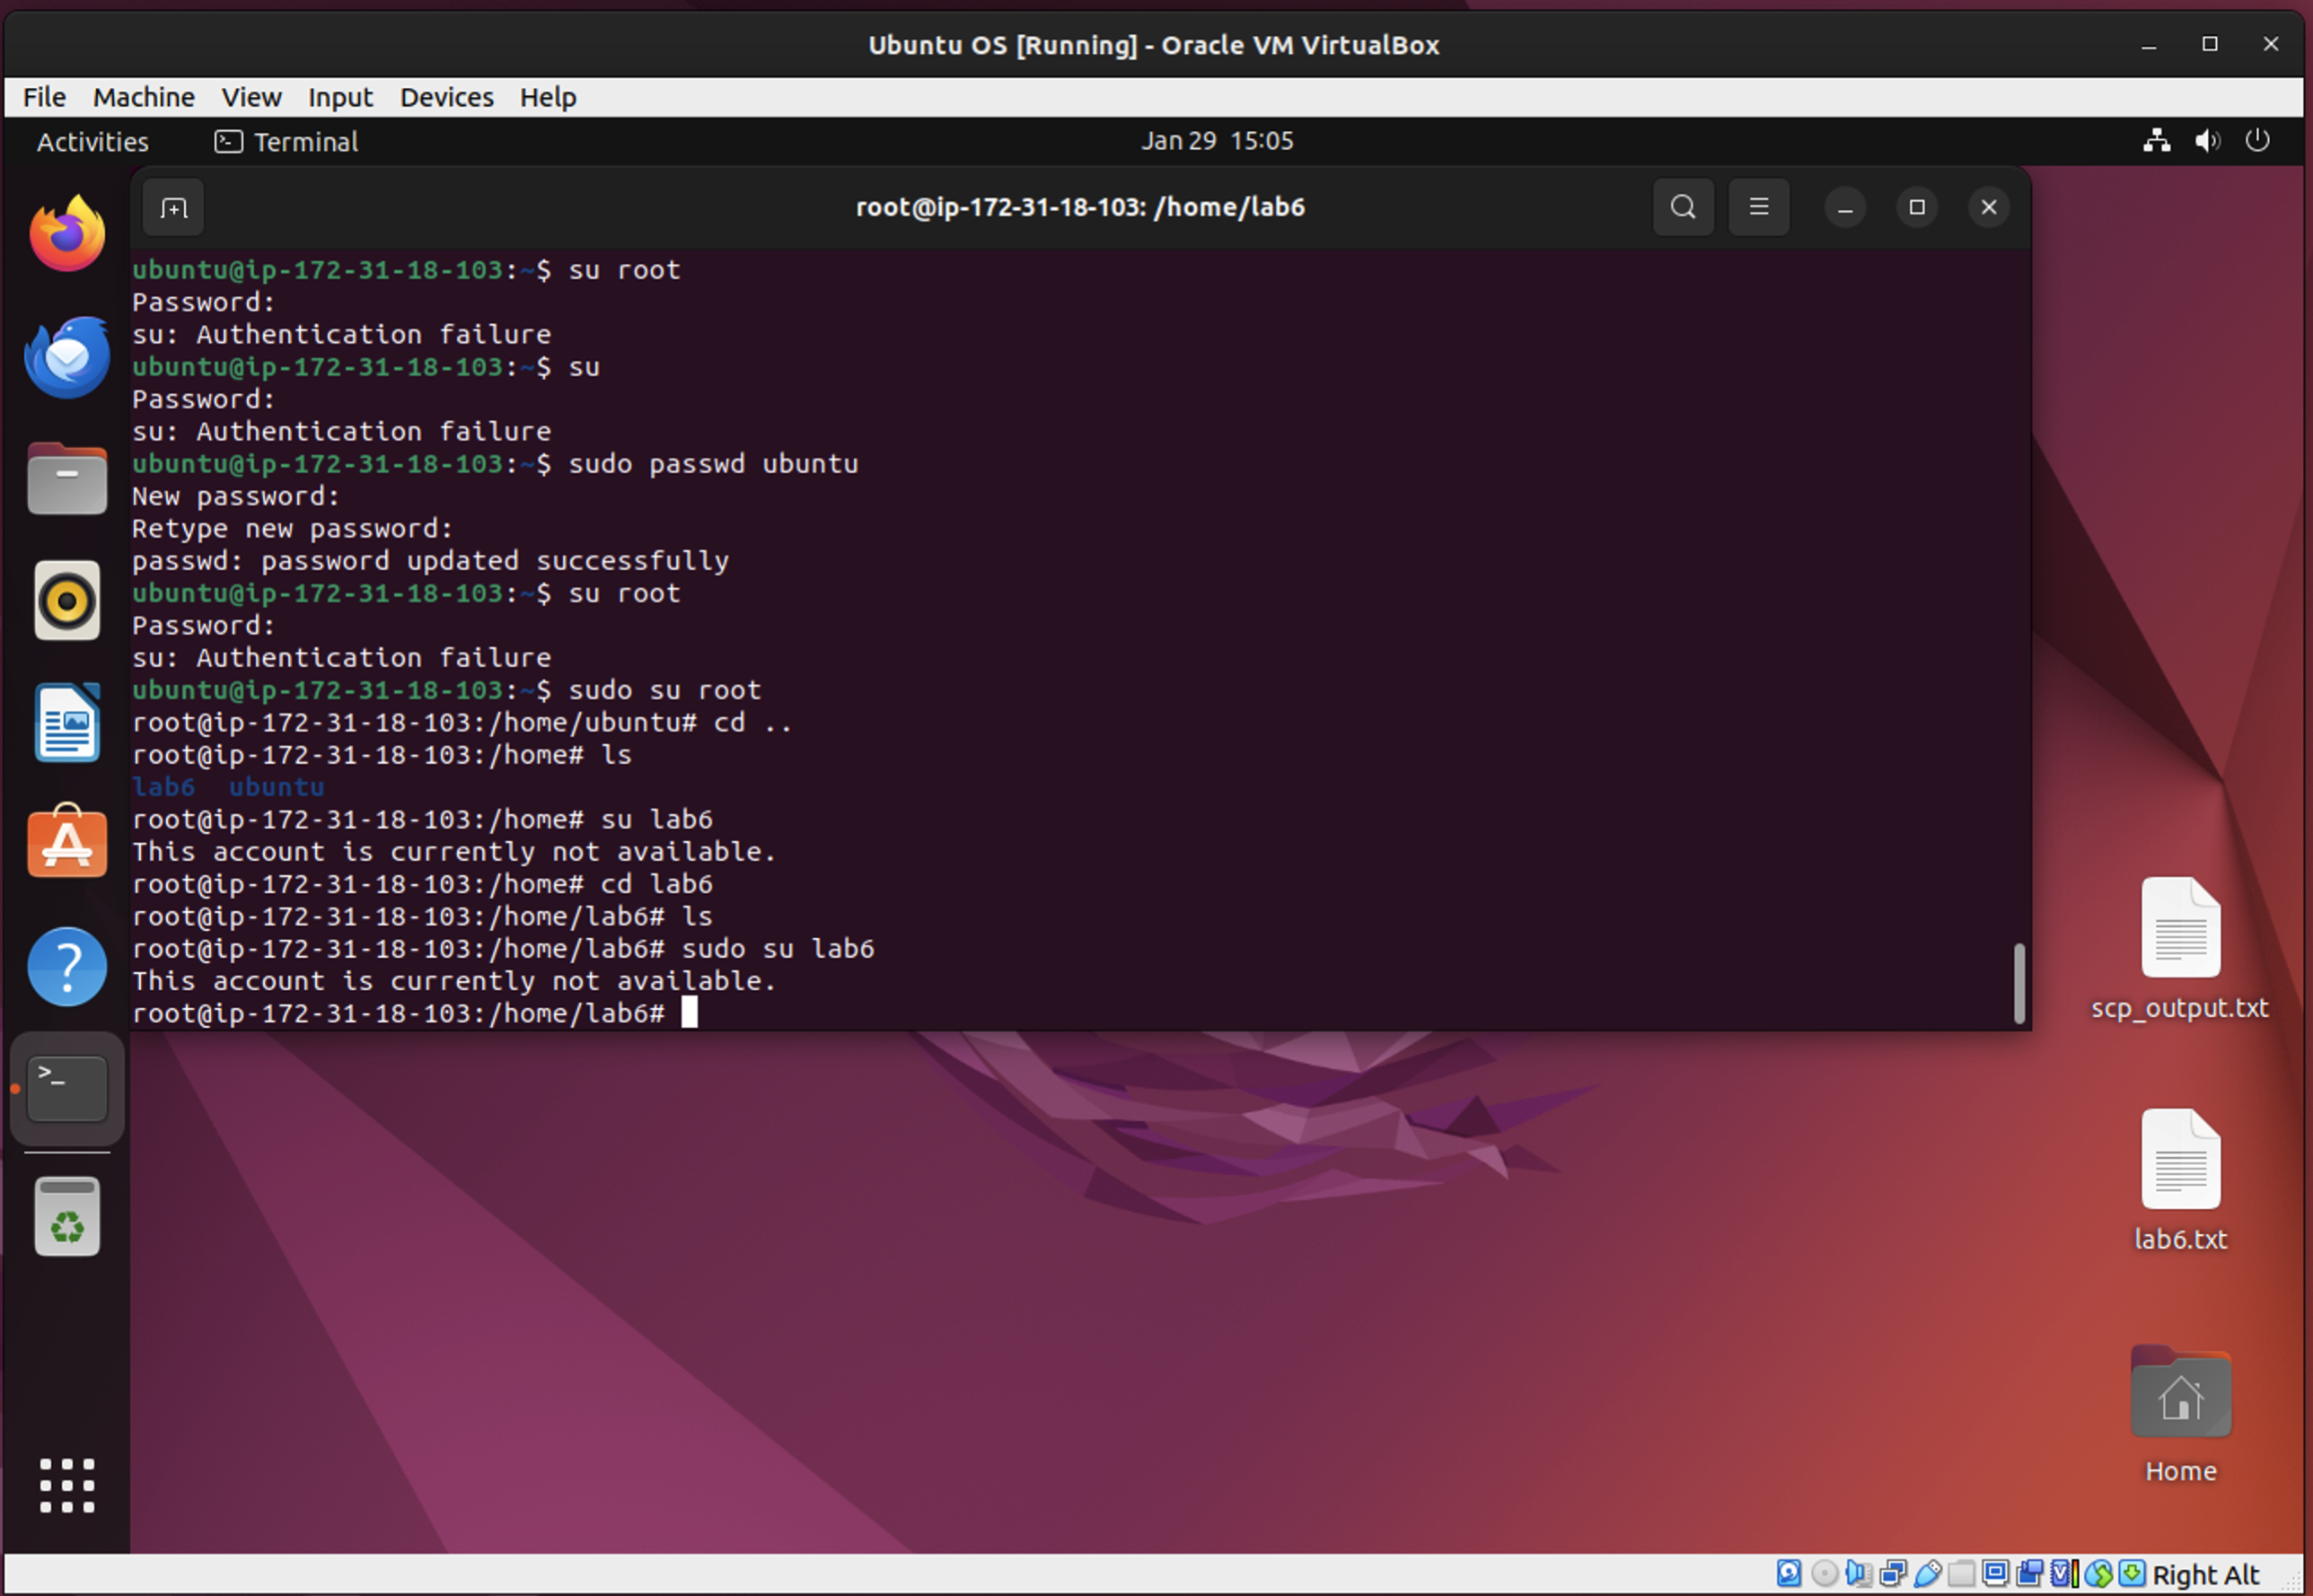 Ubuntu OS [Running] - Oracle VM VirtualBox
File Machine View Input Devices Help
Activities Terminal Jan 29 15:05
root@ip-172-31-18-103: /home/lab6
ubuntu@ip-172-31-18-103:~$ su root
Password:
su: Authentication failure
ubuntu@ip-172-31-18-103:~$ su
Password:
su: Authentication failure
ubuntu@ip-172-31-18-103:~$ sudo passwd ubuntu
New password:
Retype new password:
passwd: password updated successfully
ubuntu@ip-172-31-18-103:~$ su root
Password:
su: Authentication failure
ubuntu@ip-172-31-18-103:~$ sudo su root
root@ip-172-31-18-103:/home/ubuntu# cd ..
root@ip-172-31-18-103:/home# ls
lab6 ubuntu
root@ip-172-31-18-103:/home# su lab6
This account is currently not available.
root@ip-172-31-18-103:/home# cd lab6
root@ip-172-31-18-103:/home/lab6# ls
root@ip-172-31-18-103:/home/lab6# sudo su lab6
This account is currently not available.
root@ip-172-31-18-103:/home/lab6#
scp_output.txt
lab6.txt
Home
Right Alt